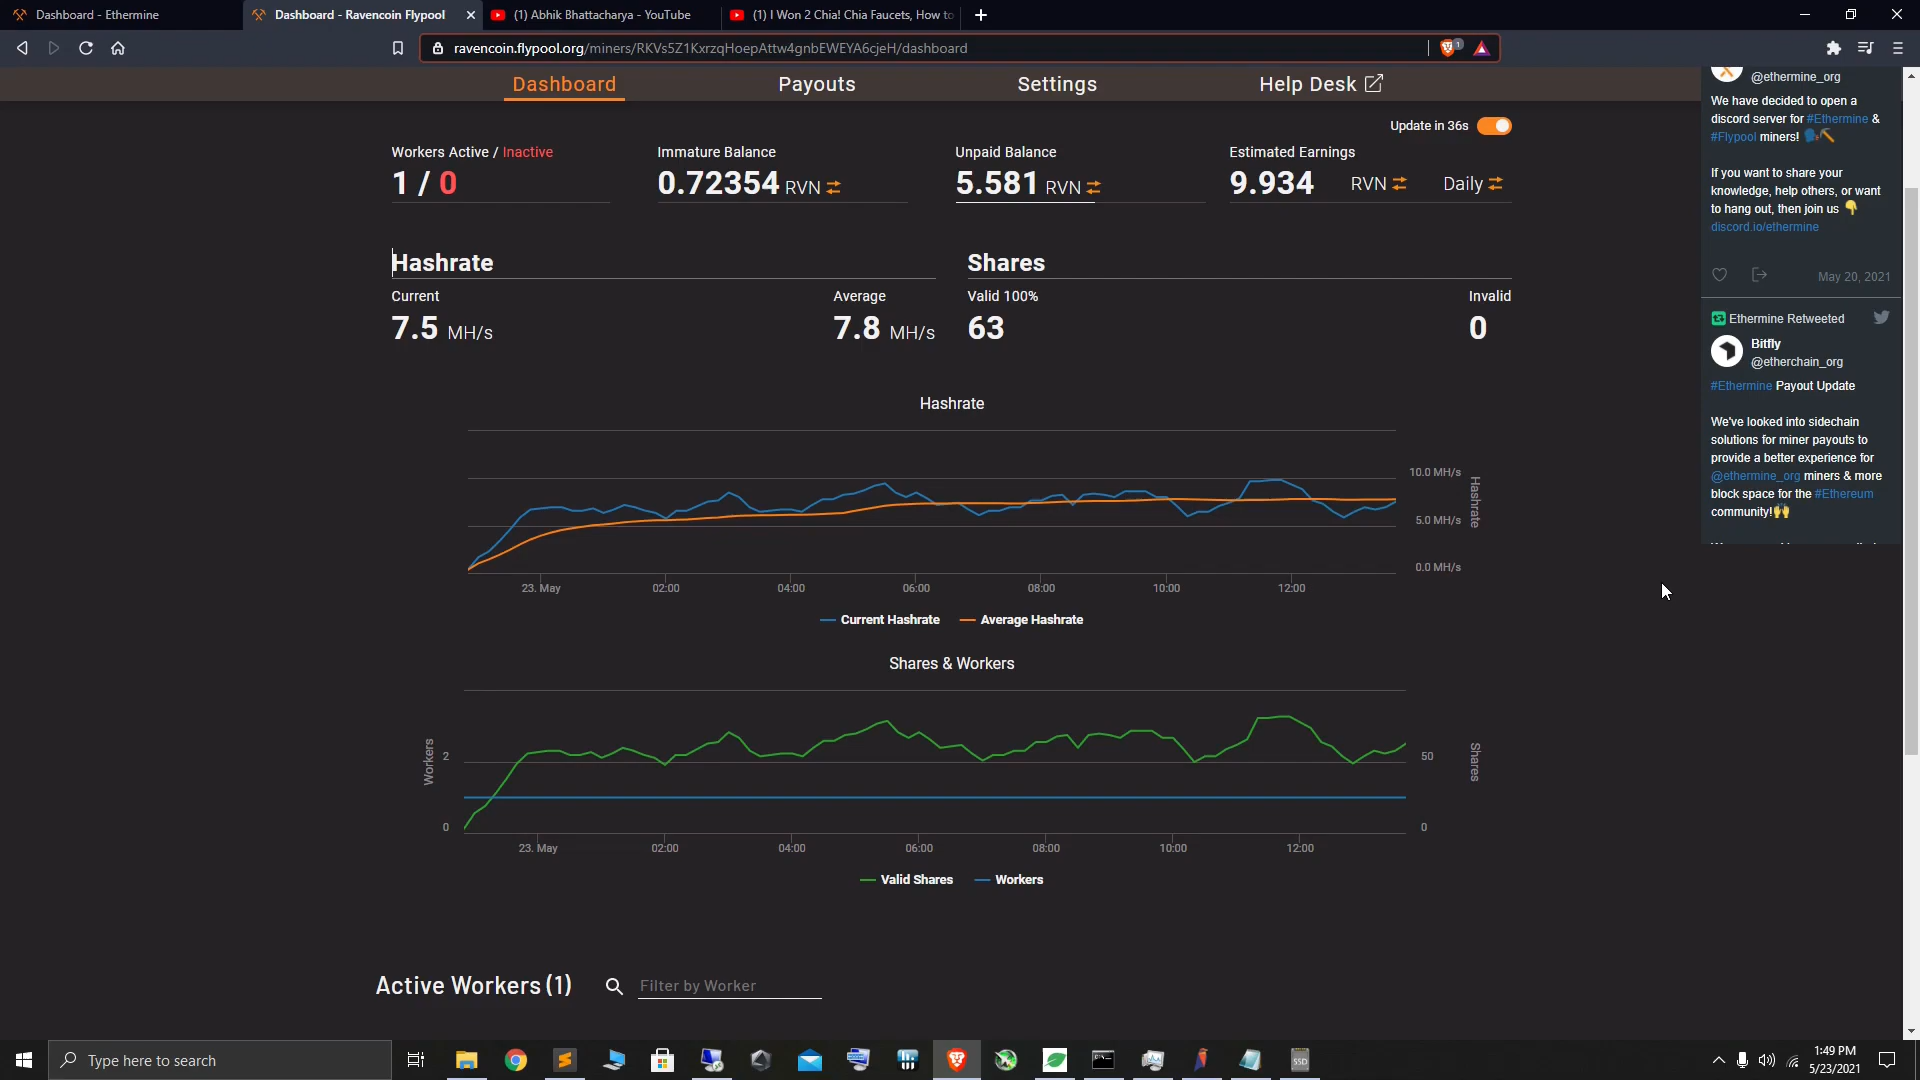 Dashboard - Ethermine
Dashboard - Ravencoin Flypool
(1) Abhik Bhattacharya - YouTube
(1) I Won 2 Chia! Chia Faucets, How to
ravencoin.flypool.org/miners/RKVs5Z1KxrzqHoepAttw4gnbEWEYA6cjeH/dashboard
1
Dashboard
Payouts
Settings
Help Desk
Update in 36s
Workers Active / Inactive
1 / 0
Immature Balance
0.72354 RVN
Unpaid Balance
5.581 RVN
Estimated Earnings
9.934 RVN Daily
Hashrate
Current
7.5 MH/s
Average
7.8 MH/s
Shares
Valid 100%
63
Invalid
0
Hashrate
10.0 MH/s
5.0 MH/s
0.0 MH/s
Hashrate
23. May
02:00
04:00
06:00
08:00
10:00
12:00
Current Hashrate
Average Hashrate
Shares & Workers
Workers
2
0
50
0
Shares
23. May
02:00
04:00
06:00
08:00
10:00
12:00
Valid Shares
Workers
Active Workers (1)
Filter by Worker
@ethermine_org
We have decided to open a
discord server for #Ethermine &
#Flypool miners! 🗣️⛏️
If you want to share your
knowledge, help others, or want
to hang out, then join us 👇
discord.io/ethermine
May 20, 2021
Ethermine Retweeted
Bitfly
@etherchain_org
#Ethermine Payout Update
We've looked into sidechain
solutions for miner payouts to
provide a better experience for
@ethermine_org miners & more
block space for the #Ethereum
community!🙌
Type here to search
SSD
1:49 PM
5/23/2021